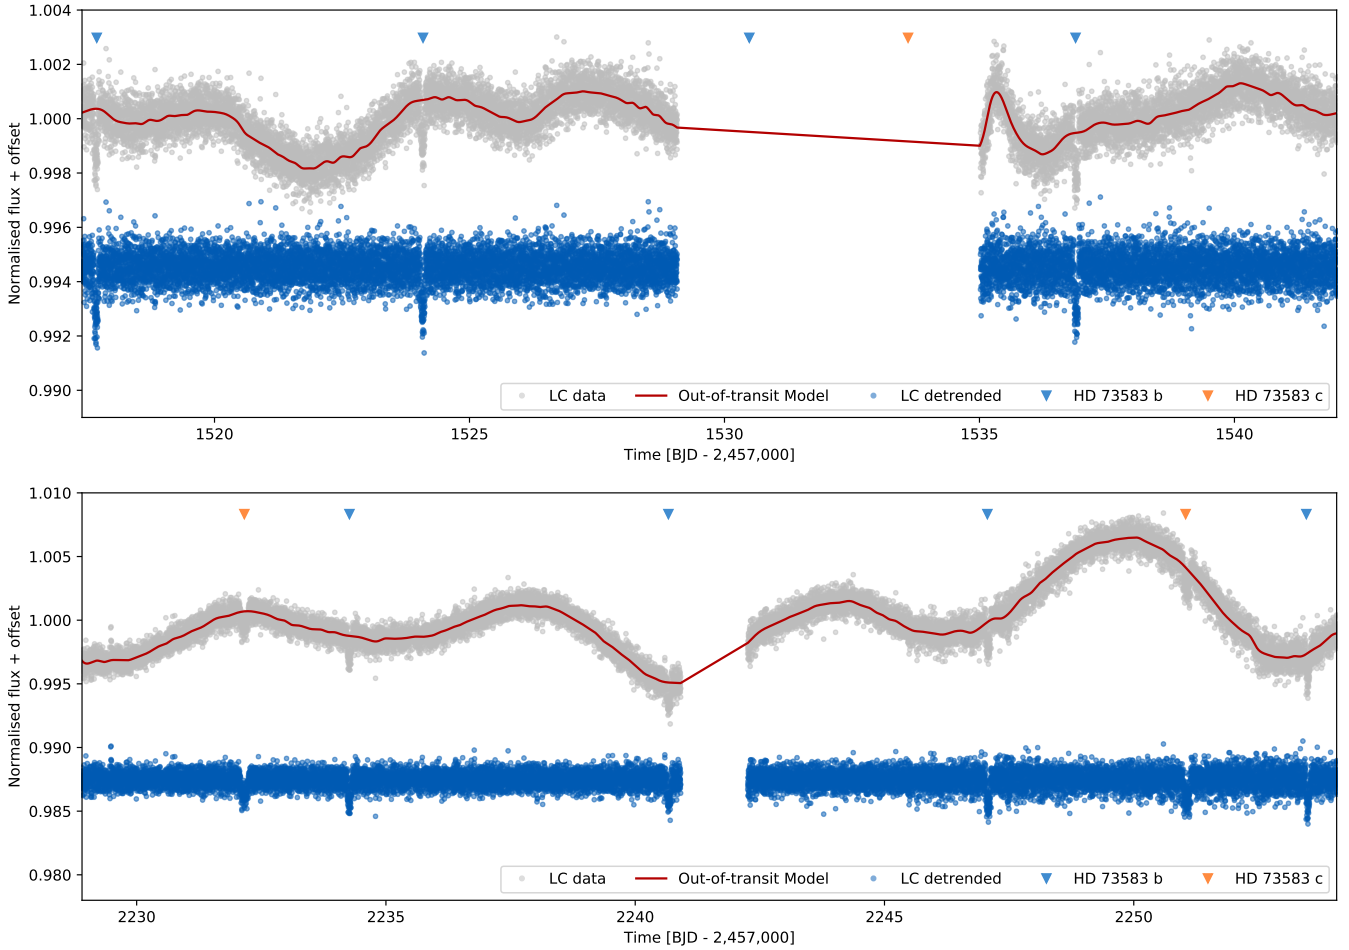 1.004
1.002
1.000
0.998
0.996
0.994
0.992
0.990
Normalised flux + offset
LC data Out-of-transit Model LC detrended HD 73583 b HD 73583 c
1520 1525 1530 1535 1540
Time [BJD - 2,457,000]
1.010
1.005
1.000
0.995
0.990
0.985
0.980
Normalised flux + offset
LC data Out-of-transit Model LC detrended HD 73583 b HD 73583 c
2230 2235 2240 2245 2250
Time [BJD - 2,457,000]